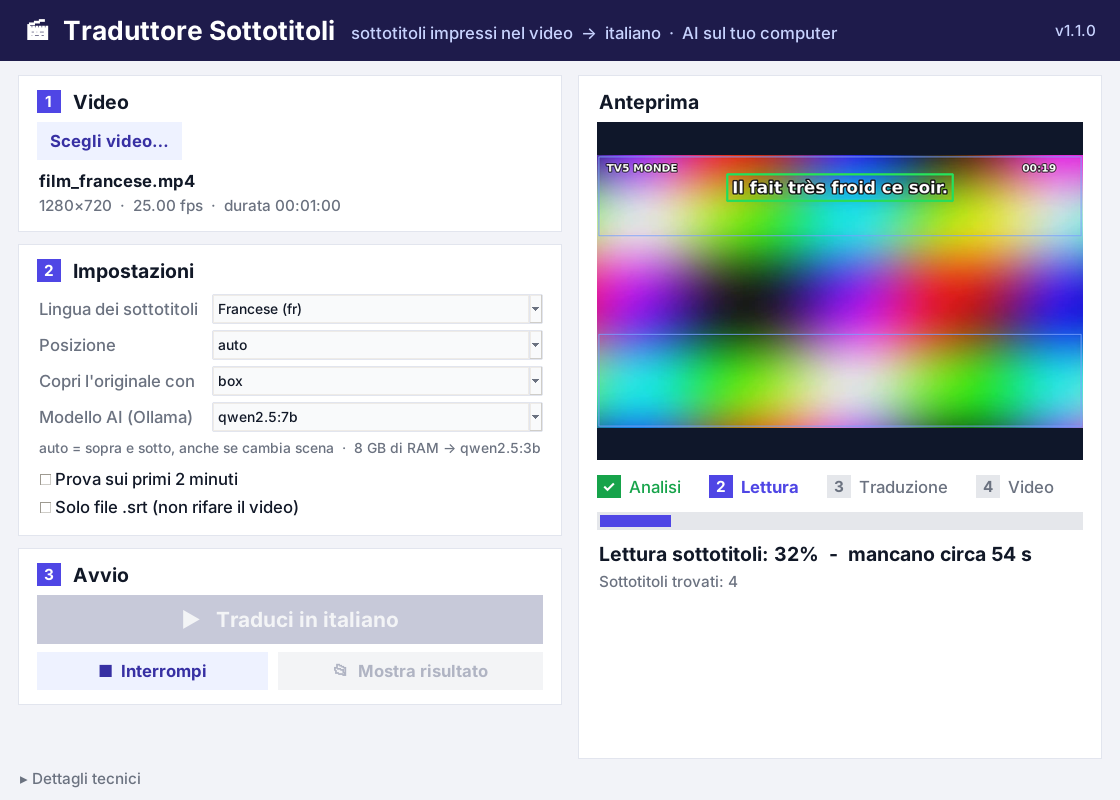 Traduttore Sottotitoli sottotitoli impressi nel video → italiano · AI sul tuo computer v1.1.0
1 Video
Scegli video...
film_francese.mp4
1280×720 · 25.00 fps · durata 00:01:00
2 Impostazioni
Lingua dei sottotitoli Francese (fr)
Posizione auto
Copri l'originale con box
Modello AI (Ollama) qwen2.5:7b
auto = sopra e sotto, anche se cambia scena · 8 GB di RAM → qwen2.5:3b
Prova sui primi 2 minuti
Solo file .srt (non rifare il video)
3 Avvio
▶ Traduci in italiano
■ Interrompi Mostra risultato
▸ Dettagli tecnici
Anteprima
TV5 MONDE 00:19
Il fait très froid ce soir.
✓ Analisi 2 Lettura 3 Traduzione 4 Video
Lettura sottotitoli: 32% - mancano circa 54 s
Sottotitoli trovati: 4